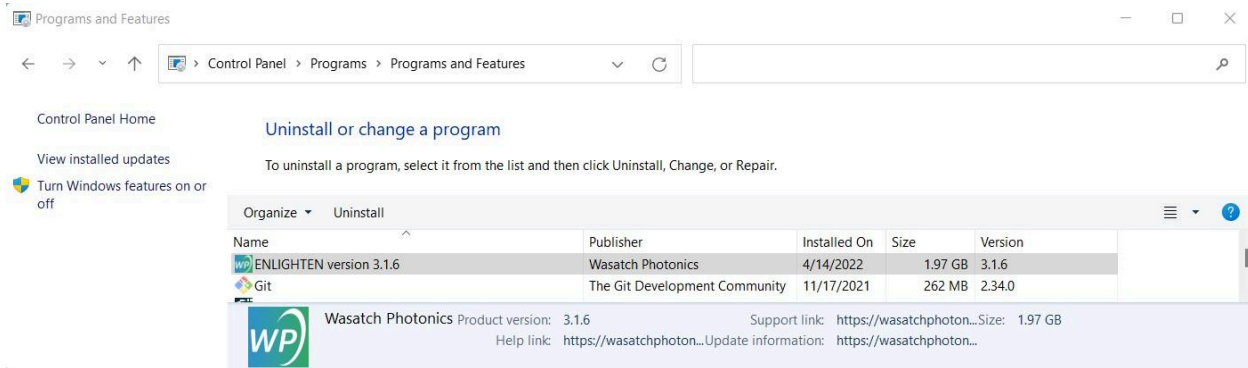 Programs and Features
Control Panel > Programs > Programs and Features
Control Panel Home
View installed updates
Turn Windows features on or
off
Uninstall or change a program
To uninstall a program, select it from the list and then click Uninstall, Change, or Repair.
Organize Uninstall
Name Publisher Installed On Size Version
WP ENLIGHTEN version 3.1.6 Wasatch Photonics 4/14/2022 1.97 GB 3.1.6
Git The Git Development Community 11/17/2021 262 MB 2.34.0
WP
Wasatch Photonics Product version: 3.1.6 Support link: https://wasatchphoton... Size: 1.97 GB
Help link: https://wasatchphoton... Update information: https://wasatchphoton...